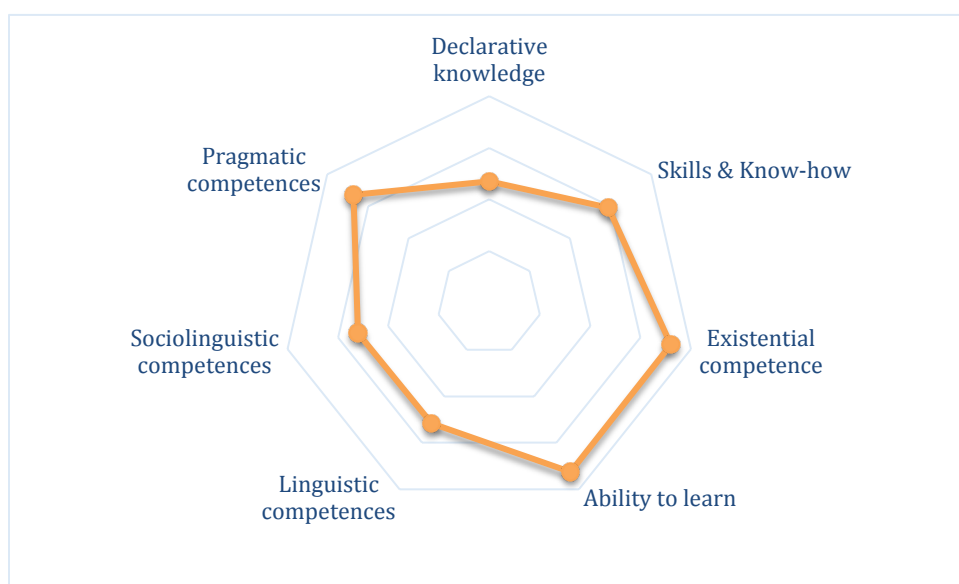 Declarative
knowledge
Skills & Know-how
Existential
competence
Ability to learn
Linguistic
competences
Sociolinguistic
competences
Pragmatic
competences